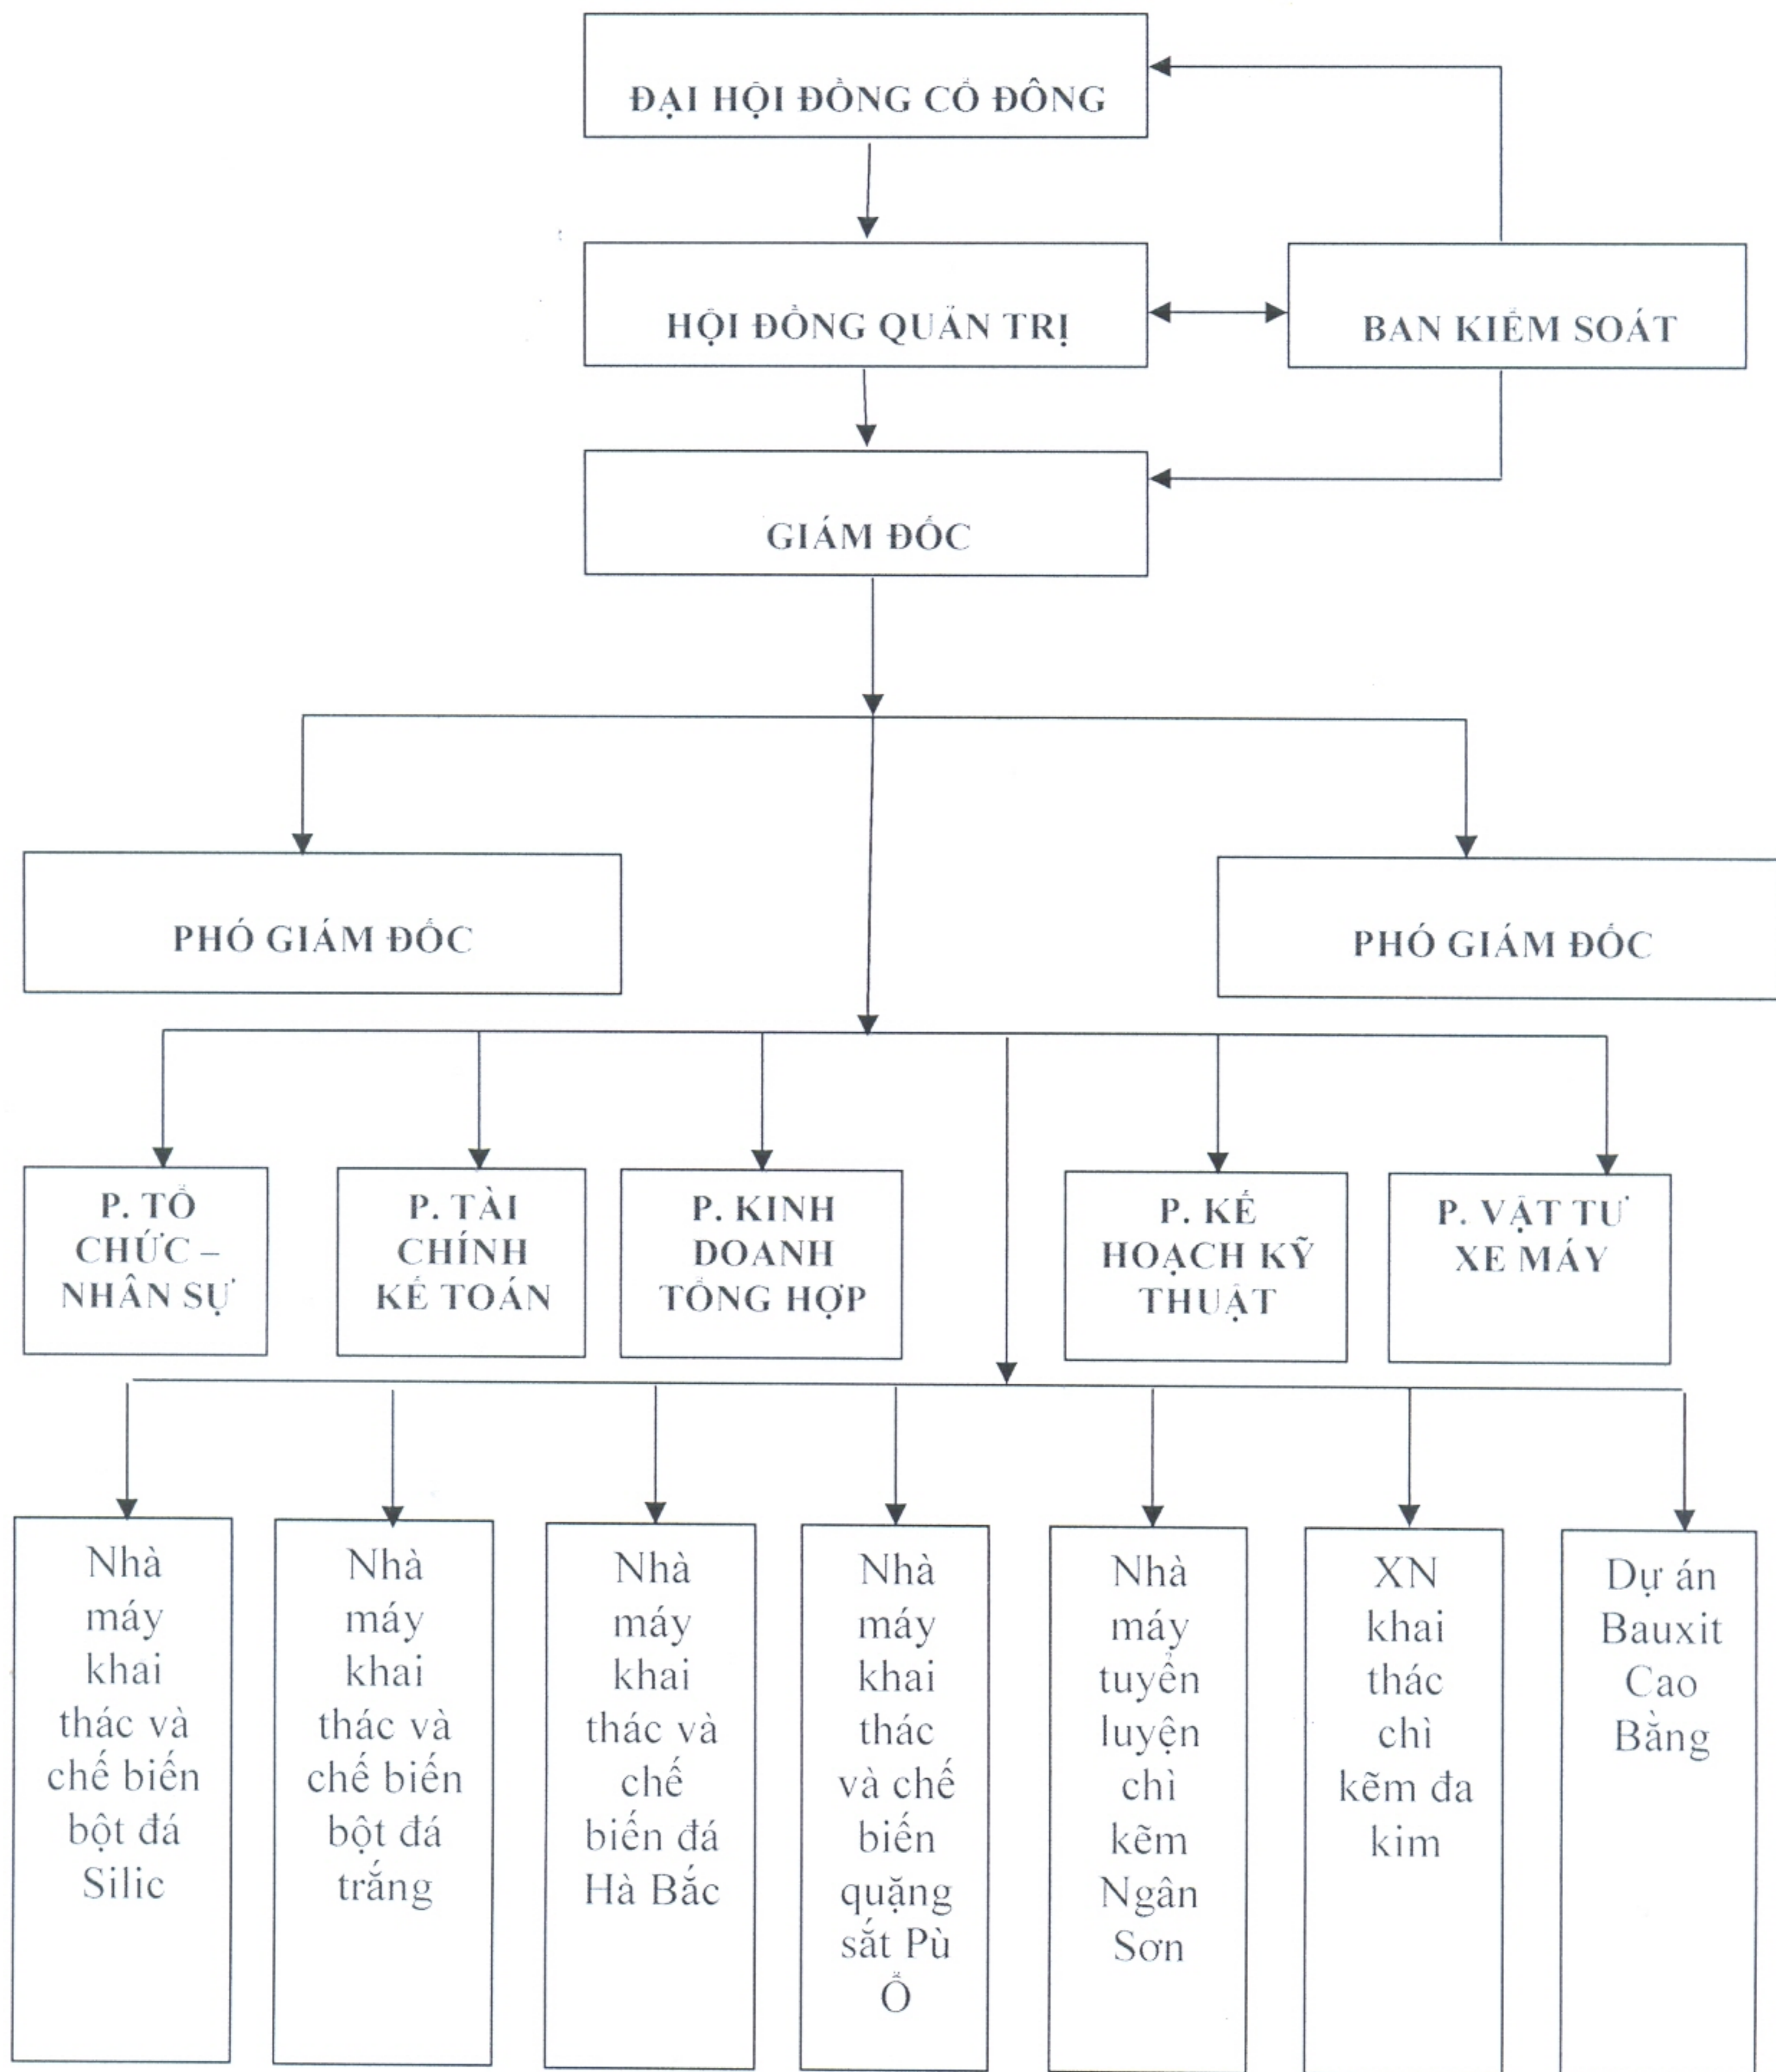 ĐẠI HỘI ĐỒNG CỔ ĐÔNG
HỘI ĐỒNG QUẢN TRỊ
BAN KIỂM SOÁT
GIÁM ĐỐC
PHÓ GIÁM ĐỐC
PHÓ GIÁM ĐỐC
P. TỔ
CHỨC –
NHÂN SỰ
P. TÀI
CHÍNH
KẾ TOÁN
P. KINH
DOANH
TỔNG HỢP
P. KẾ
HOẠCH KỸ
THUẬT
P. VẬT TƯ
XE MÁY
Nhà
máy
khai
thác và
chế biến
bột đá
Silic
Nhà
máy
khai
thác và
chế biến
bột đá
trắng
Nhà
máy
khai
thác và
chế
biến đá
Hà Bắc
Nhà
máy
khai
thác
và chế
biến
quặng
sắt Pù
Ổ
Nhà
máy
tuyển
luyện
chì
kẽm
Ngân
Sơn
XN
khai
thác
chì
kẽm đa
kim
Dự án
Bauxit
Cao
Bằng